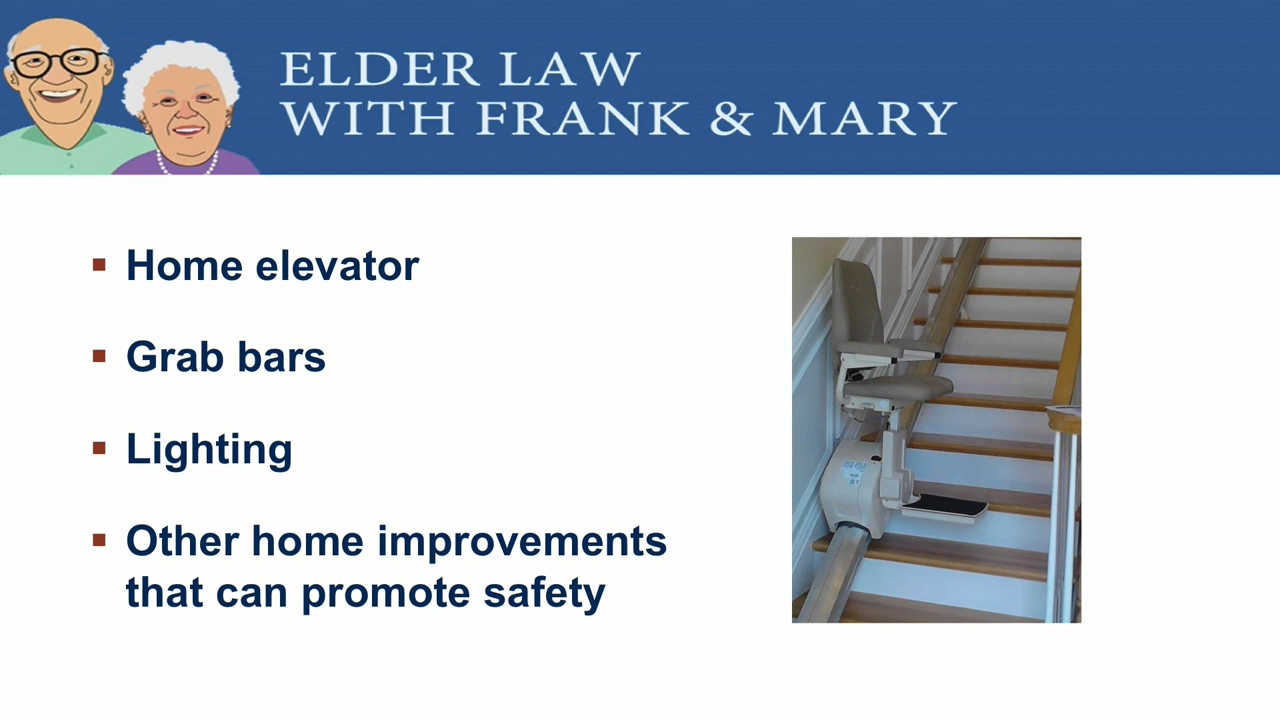 ELDER LAW
WITH FRANK & MARY
Home elevator
Grab bars
Lighting
Other home improvements
that can promote safety